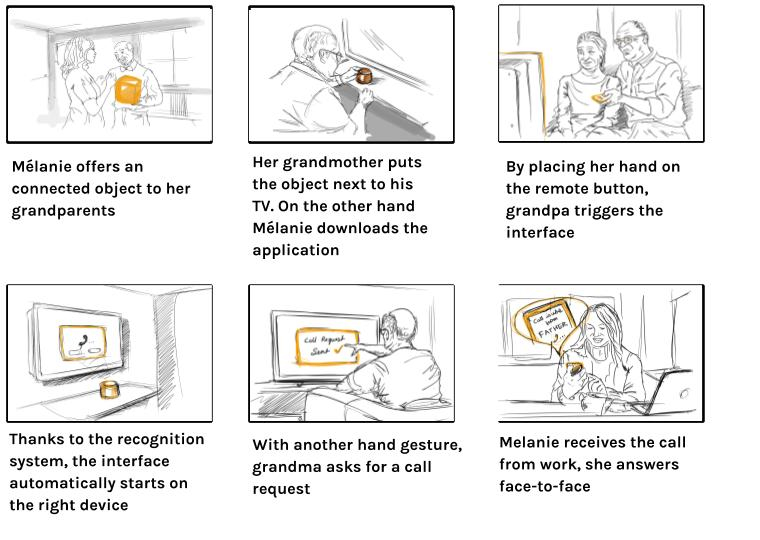 Mélanie offers an
connected object to her
grandparents
Her grandmother puts
the object next to his
TV. On the other hand
Mélanie downloads the
application
By placing her hand on
the remote button,
grandpa triggers the
interface
Thanks to the recognition
system, the interface
automatically starts on
the right device
Call Request
Sent
With another hand gesture,
grandma asks for a call
request
FATHER
Melanie receives the call
from work, she answers
face-to-face